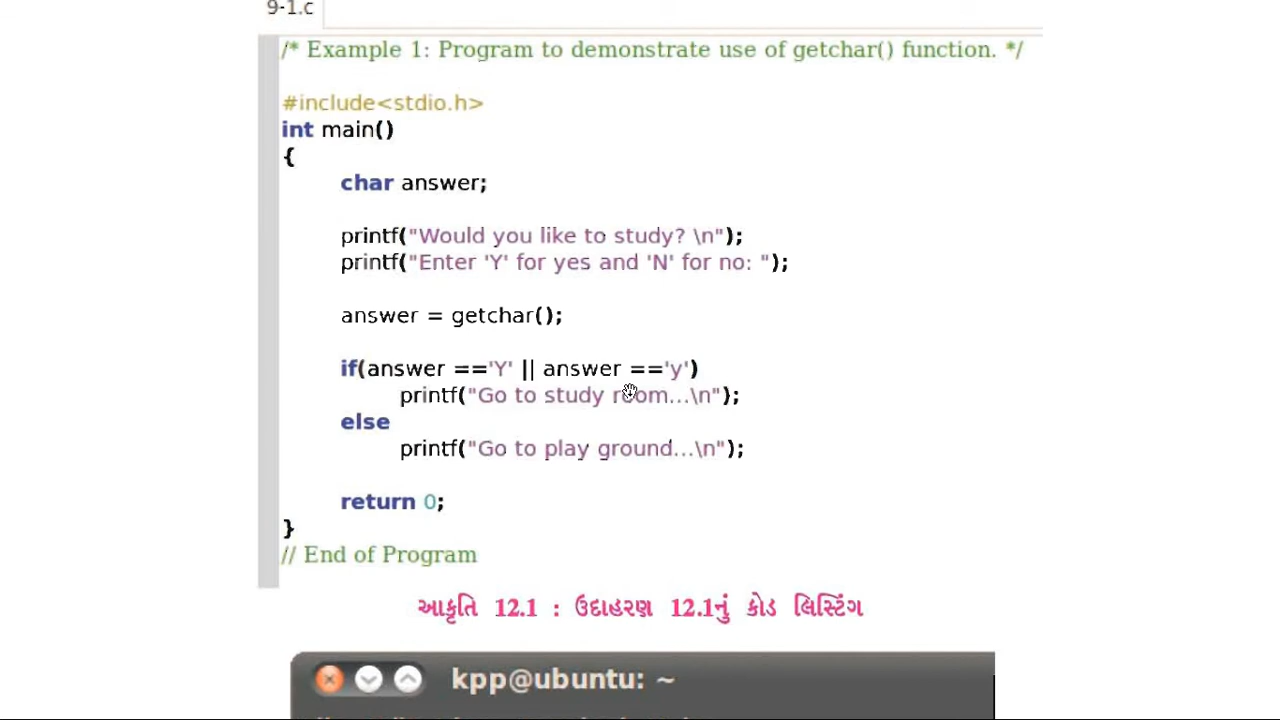 9-1.c
/* Example 1: Program to demonstrate use of getchar() function. */
#include<stdio.h>
int main()
{
char answer;
printf("Would you like to study? \n");
printf("Enter 'Y' for yes and 'N' for no: ");
answer = getchar();
if(answer =='Y' || answer =='y')
printf("Go to study room...\n");
else
printf("Go to play ground...\n");
return 0;
}
// End of Program
આકૃતિ 12.1 : ઉદાહરણ 12.1નું કોડ લિસ્ટિંગ
kpp@ubuntu: ~